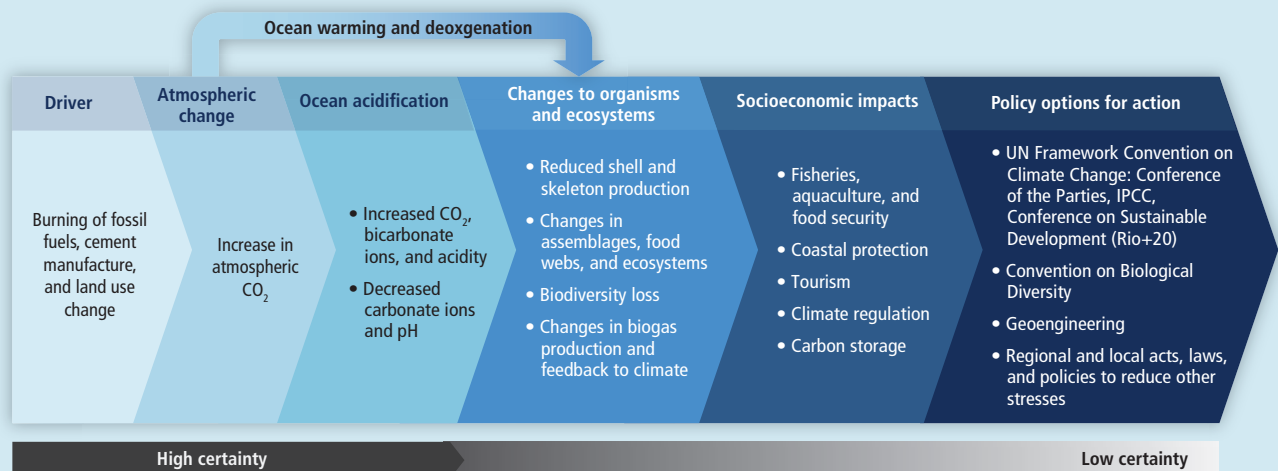 Ocean warming and deoxgenation
Driver
Atmospheric
change
Ocean acidification
Changes to organisms
and ecosystems
Socioeconomic impacts
Policy options for action
Burning of fossil
fuels, cement
manufacture,
and land use
change
Increase in
atmospheric
CO₂
• Increased CO₂,
bicarbonate
ions, and acidity
• Decreased
carbonate ions
and pH
• Reduced shell and
skeleton production
• Changes in
assemblages, food
webs, and ecosystems
• Biodiversity loss
• Changes in biogas
production and
feedback to climate
• Fisheries,
aquaculture, and
food security
• Coastal protection
• Tourism
• Climate regulation
• Carbon storage
• UN Framework Convention on
Climate Change: Conference
of the Parties, IPCC,
Conference on Sustainable
Development (Rio+20)
• Convention on Biological
Diversity
• Geoengineering
• Regional and local acts, laws,
and policies to reduce other
stresses
High certainty
Low certainty